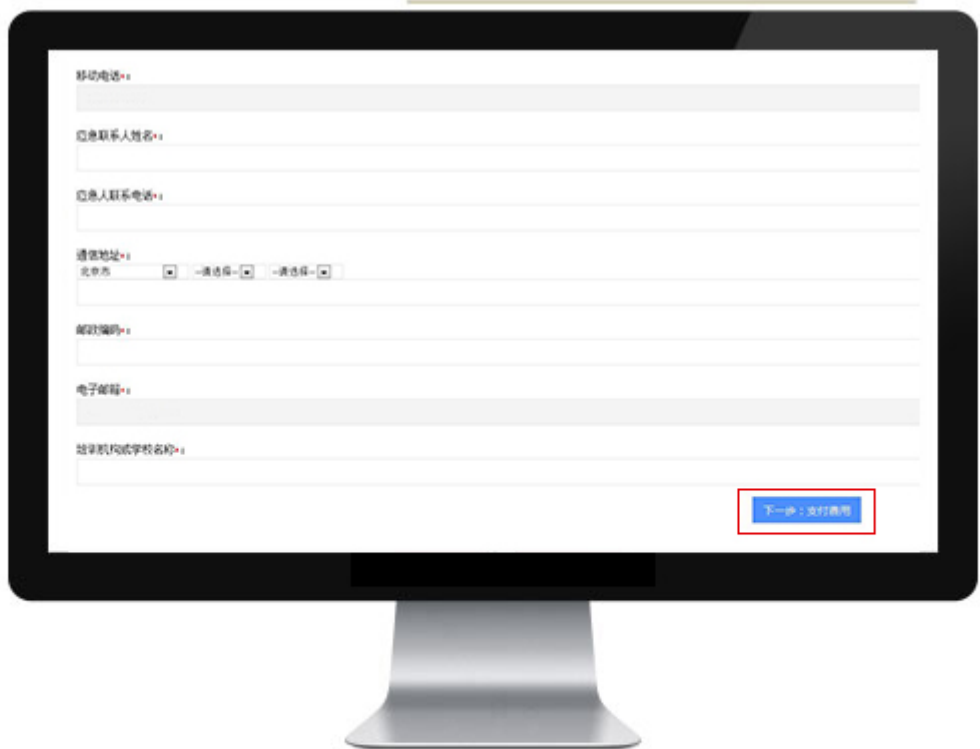 移动电话*：
应急联系人姓名*：
应急人联系电话*：
通信地址*：
北京市 -请选择- -请选择-
邮政编码*：
电子邮箱*：
培训机构或学校名称*：
下一步：支付费用